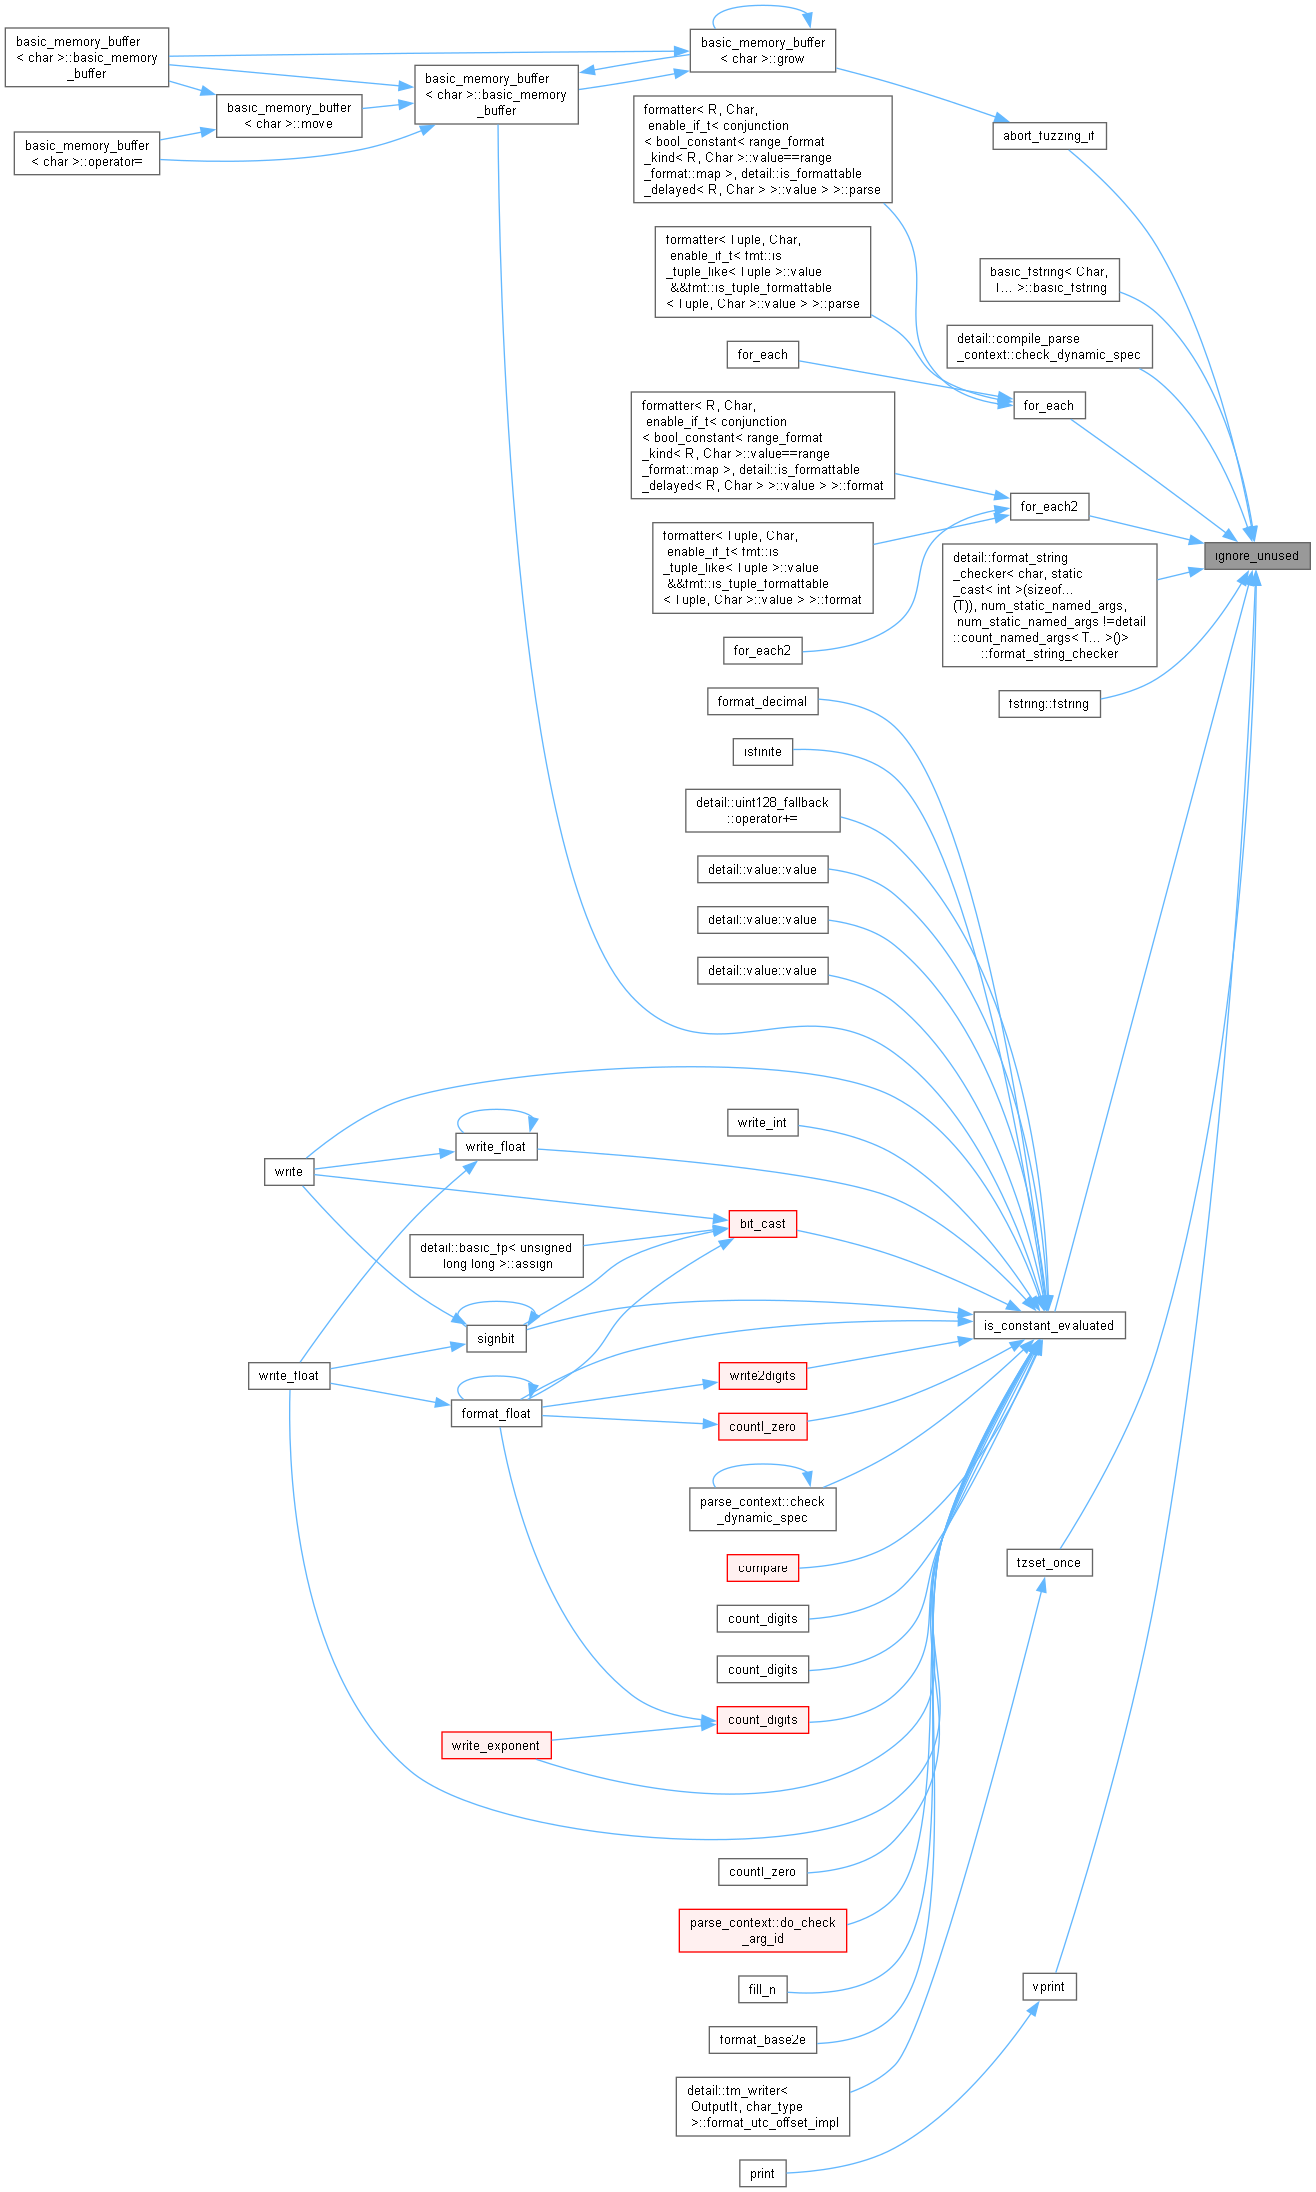 basic_memory_buffer
< char >::basic_memory
_buffer
basic_memory_buffer
< char >::grow
basic_memory_buffer
< char >::basic_memory
_buffer
basic_memory_buffer
< char >::move
basic_memory_buffer
< char >::operator=
abort_fuzzing_if
formatter< R, Char,
enable_if_t< conjunction
< bool_constant< range_format
_kind< R, Char >::value==range
_format::map >, detail::is_formattable
_delayed< R, Char > >::value > >::parse
formatter< Tuple, Char,
enable_if_t< fmt::is
_tuple_like< Tuple >::value
&&fmt::is_tuple_formattable
< Tuple, Char >::value > >::parse
basic_fstring< Char,
T... >::basic_fstring
detail::compile_parse
_context::check_dynamic_spec
for_each
for_each
formatter< R, Char,
enable_if_t< conjunction
< bool_constant< range_format
_kind< R, Char >::value==range
_format::map >, detail::is_formattable
_delayed< R, Char > >::value > >::format
for_each2
formatter< Tuple, Char,
enable_if_t< fmt::is
_tuple_like< Tuple >::value
&&fmt::is_tuple_formattable
< Tuple, Char >::value > >::format
ignore_unused
detail::format_string
_checker< char, static
_cast< int >(sizeof...
(T)), num_static_named_args,
num_static_named_args !=detail
::count_named_args< T... >()>
::format_string_checker
for_each2
fstring::fstring
format_decimal
isfinite
detail::uint128_fallback
::operator+=
detail::value::value
detail::value::value
detail::value::value
write_int
write_float
write
bit_cast
detail::basic_fp< unsigned
long long >::assign
signbit
is_constant_evaluated
write_float
write2digits
format_float
countl_zero
parse_context::check
_dynamic_spec
compare
tzset_once
count_digits
count_digits
count_digits
write_exponent
countl_zero
parse_context::do_check
_arg_id
fill_n
vprint
format_base2e
detail::tm_writer<
OutputIt, char_type
>::format_utc_offset_impl
print